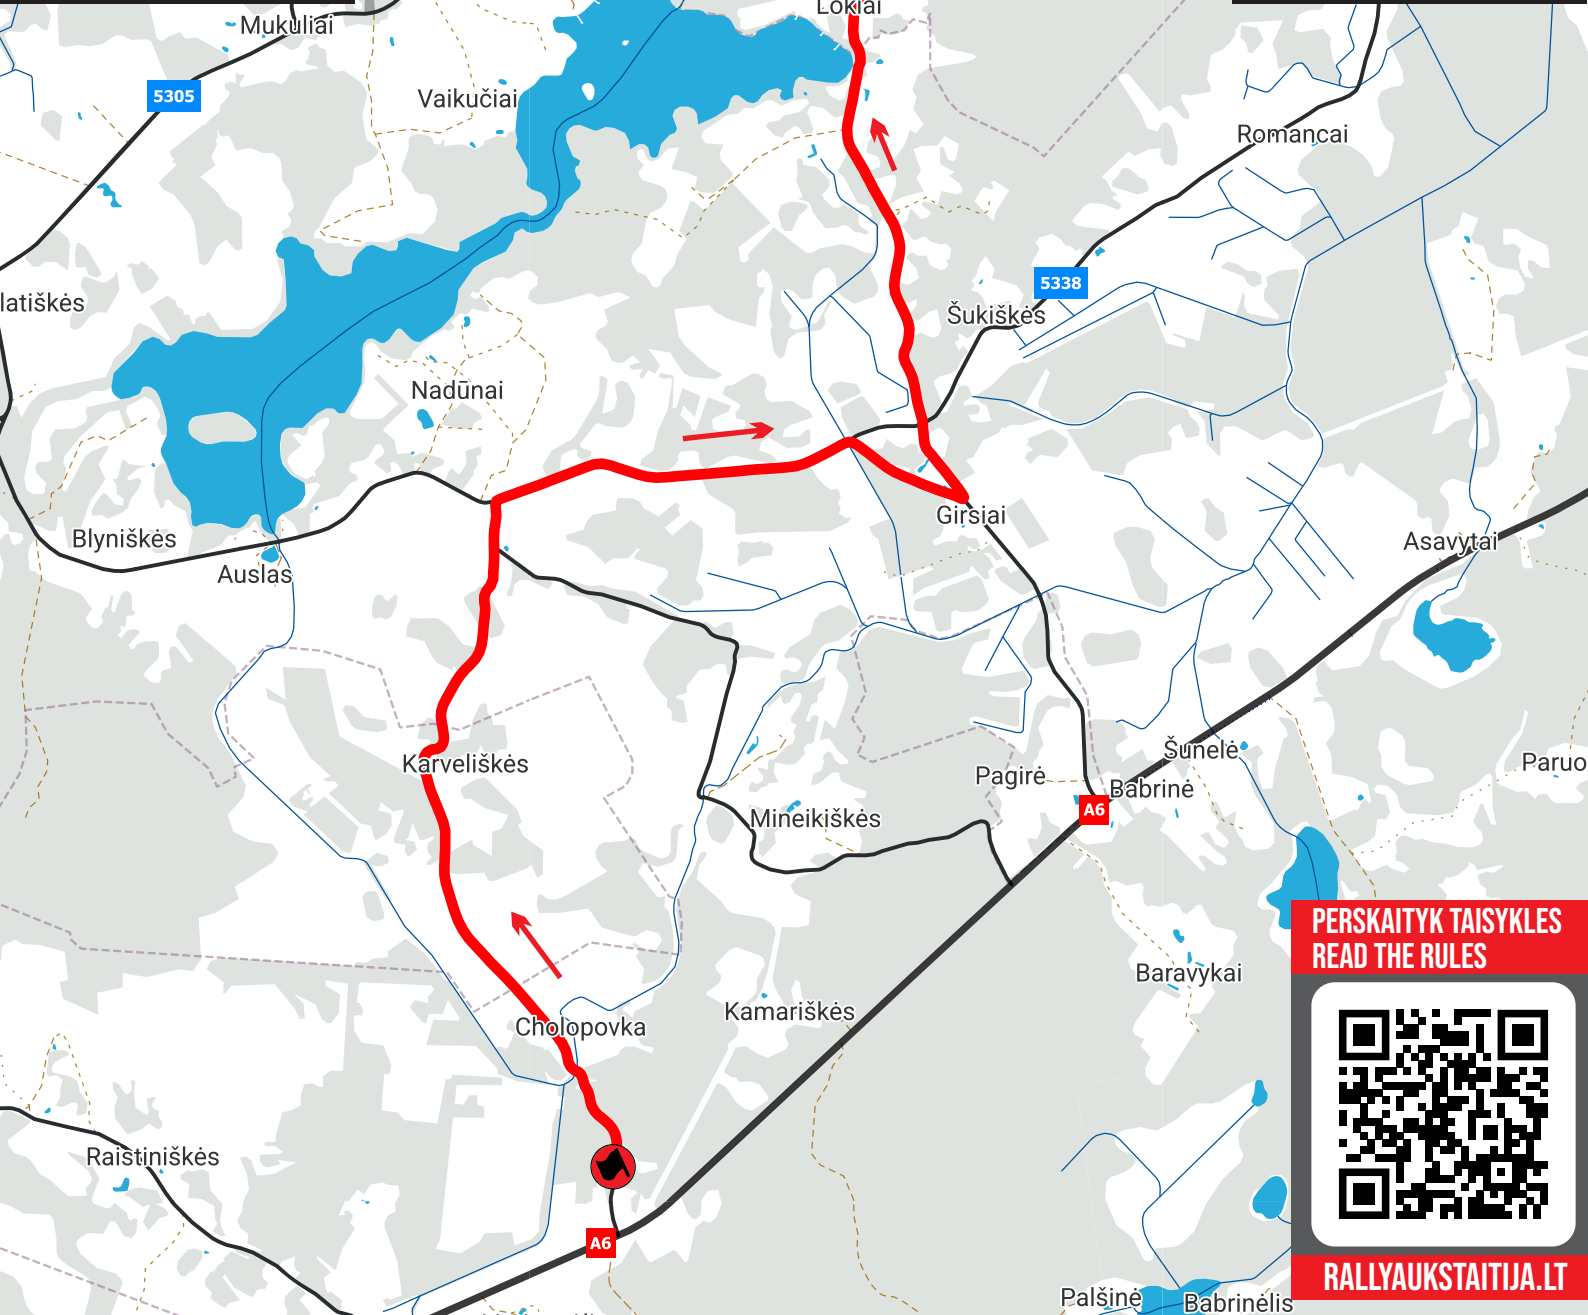 Lokiai
Mukuliai
5305
Vaikučiai
Romancai
latiškės
5338
Šukiškės
Nadūnai
Girsiai
Blyniškės
Asavytai
Auslas
Karveliškės
Šunelė
Paruo
Pagirė
Babrinė
A6
Mineikiškės
PERSKAITYK TAISYKLES
READ THE RULES
Baravykai
Kamariškės
Cholopovka
Raistiniškės
A6
RALLYAUKSTAITIJA.LT
Palšinė
Babrinėlis